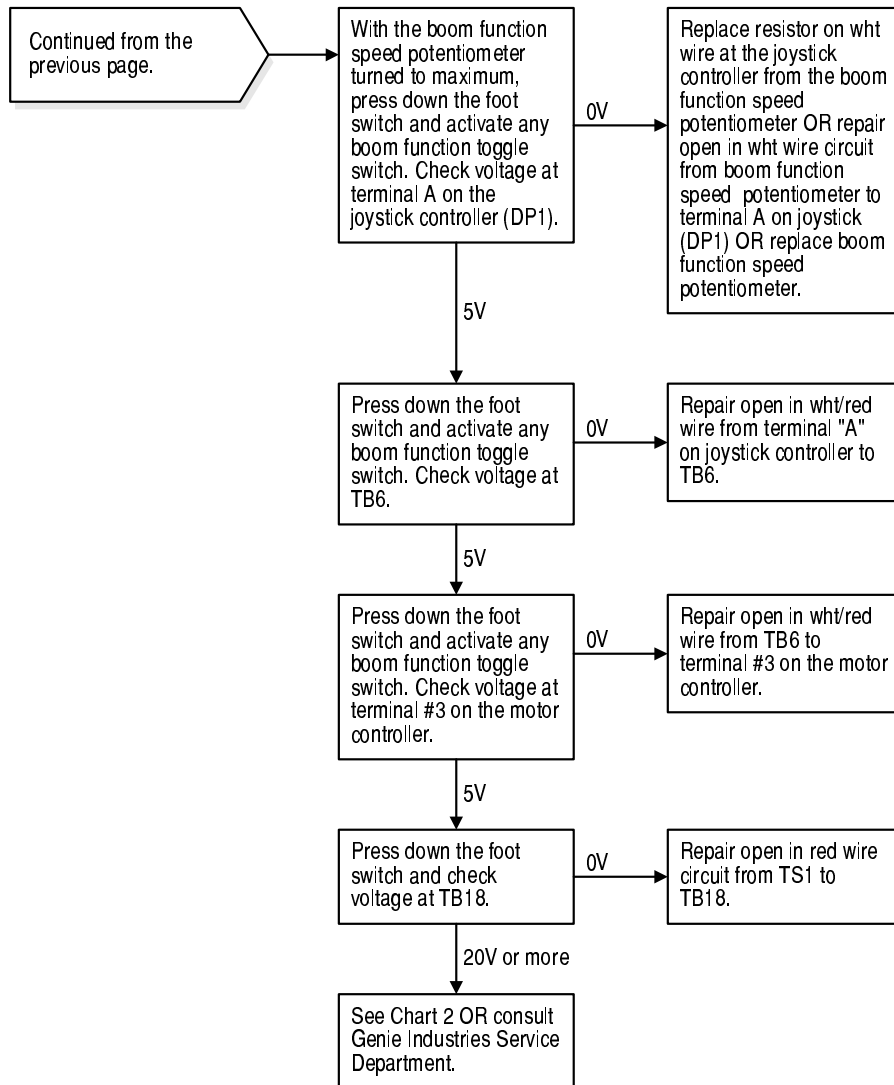 Continued from the
previous page.
With the boom function
speed potentiometer
turned to maximum,
press down the foot
switch and activate any
boom function toggle
switch. Check voltage at
terminal A on the
joystick controller (DP1).
0V
Replace resistor on wht
wire at the joystick
controller from the boom
function speed
potentiometer OR repair
open in wht wire circuit
from boom function
speed potentiometer to
terminal A on joystick
(DP1) OR replace boom
function speed
potentiometer.
5V
Press down the foot
switch and activate any
boom function toggle
switch. Check voltage at
TB6.
0V
Repair open in wht/red
wire from terminal "A"
on joystick controller to
TB6.
5V
Press down the foot
switch and activate any
boom function toggle
switch. Check voltage at
terminal #3 on the motor
controller.
0V
Repair open in wht/red
wire from TB6 to
terminal #3 on the motor
controller.
5V
Press down the foot
switch and check
voltage at TB18.
0V
Repair open in red wire
circuit from TS1 to
TB18.
20V or more
See Chart 2 OR consult
Genie Industries Service
Department.